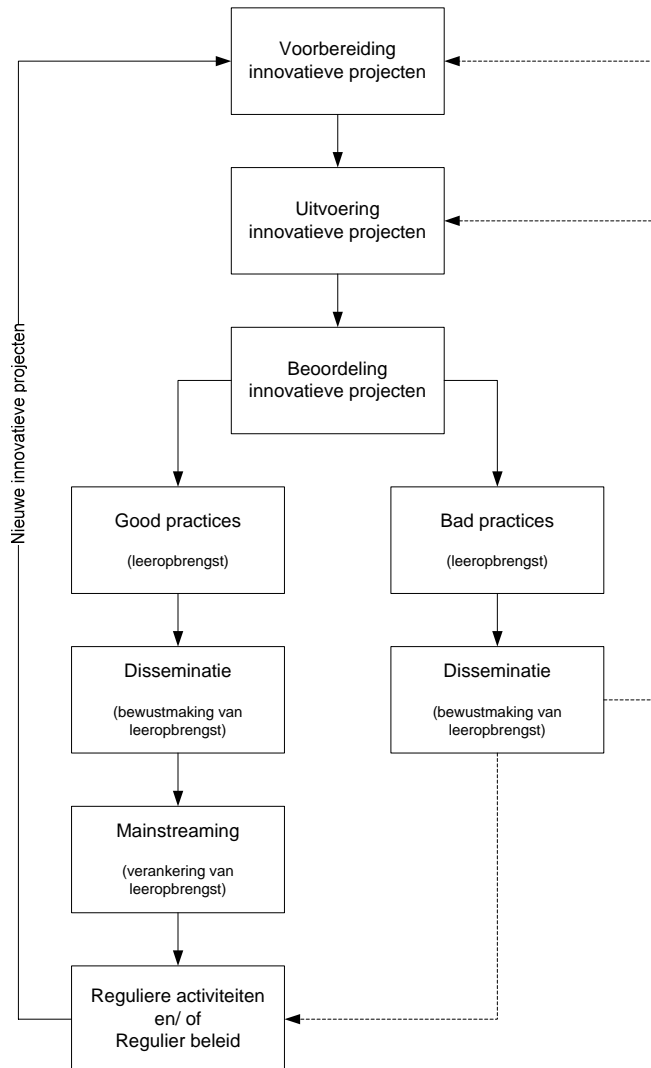 Voorbereiding
innovatieve projecten
Uitvoering
innovatieve projecten
Beoordeling
innovatieve projecten
Nieuwe innovatieve projecten
Good practices
(leeropbrengst)
Bad practices
(leeropbrengst)
Disseminatie
(bewustmaking van
leeropbrengst)
Disseminatie
(bewustmaking van
leeropbrengst)
Mainstreaming
(verankering van
leeropbrengst)
Reguliere activiteiten
en/ of
Regulier beleid